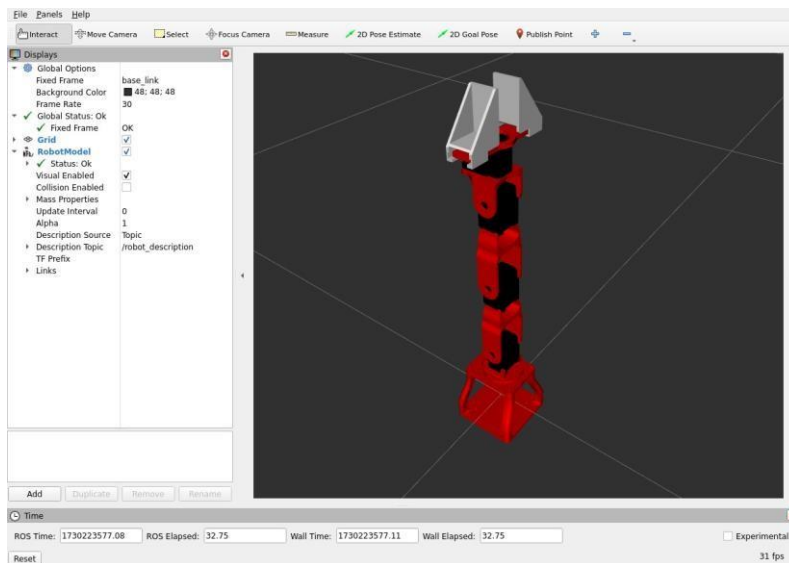 File Panels Help
Interact Move Camera Select Focus Camera Measure 2D Pose Estimate 2D Goal Pose Publish Point
Displays
Global Options
Fixed Frame base_link
Background Color 48; 48; 48
Frame Rate 30
Global Status: Ok
Fixed Frame OK
Grid
RobotModel
Status: Ok
Visual Enabled
Collision Enabled
Mass Properties
Update Interval 0
Alpha 1
Description Source Topic
Description Topic /robot_description
TF Prefix
Links
Add Duplicate Remove Rename
Time
ROS Time: 1730223577.08 ROS Elapsed: 32.75 Wall Time: 1730223577.11 Wall Elapsed: 32.75 Experimental
Reset 31 fps